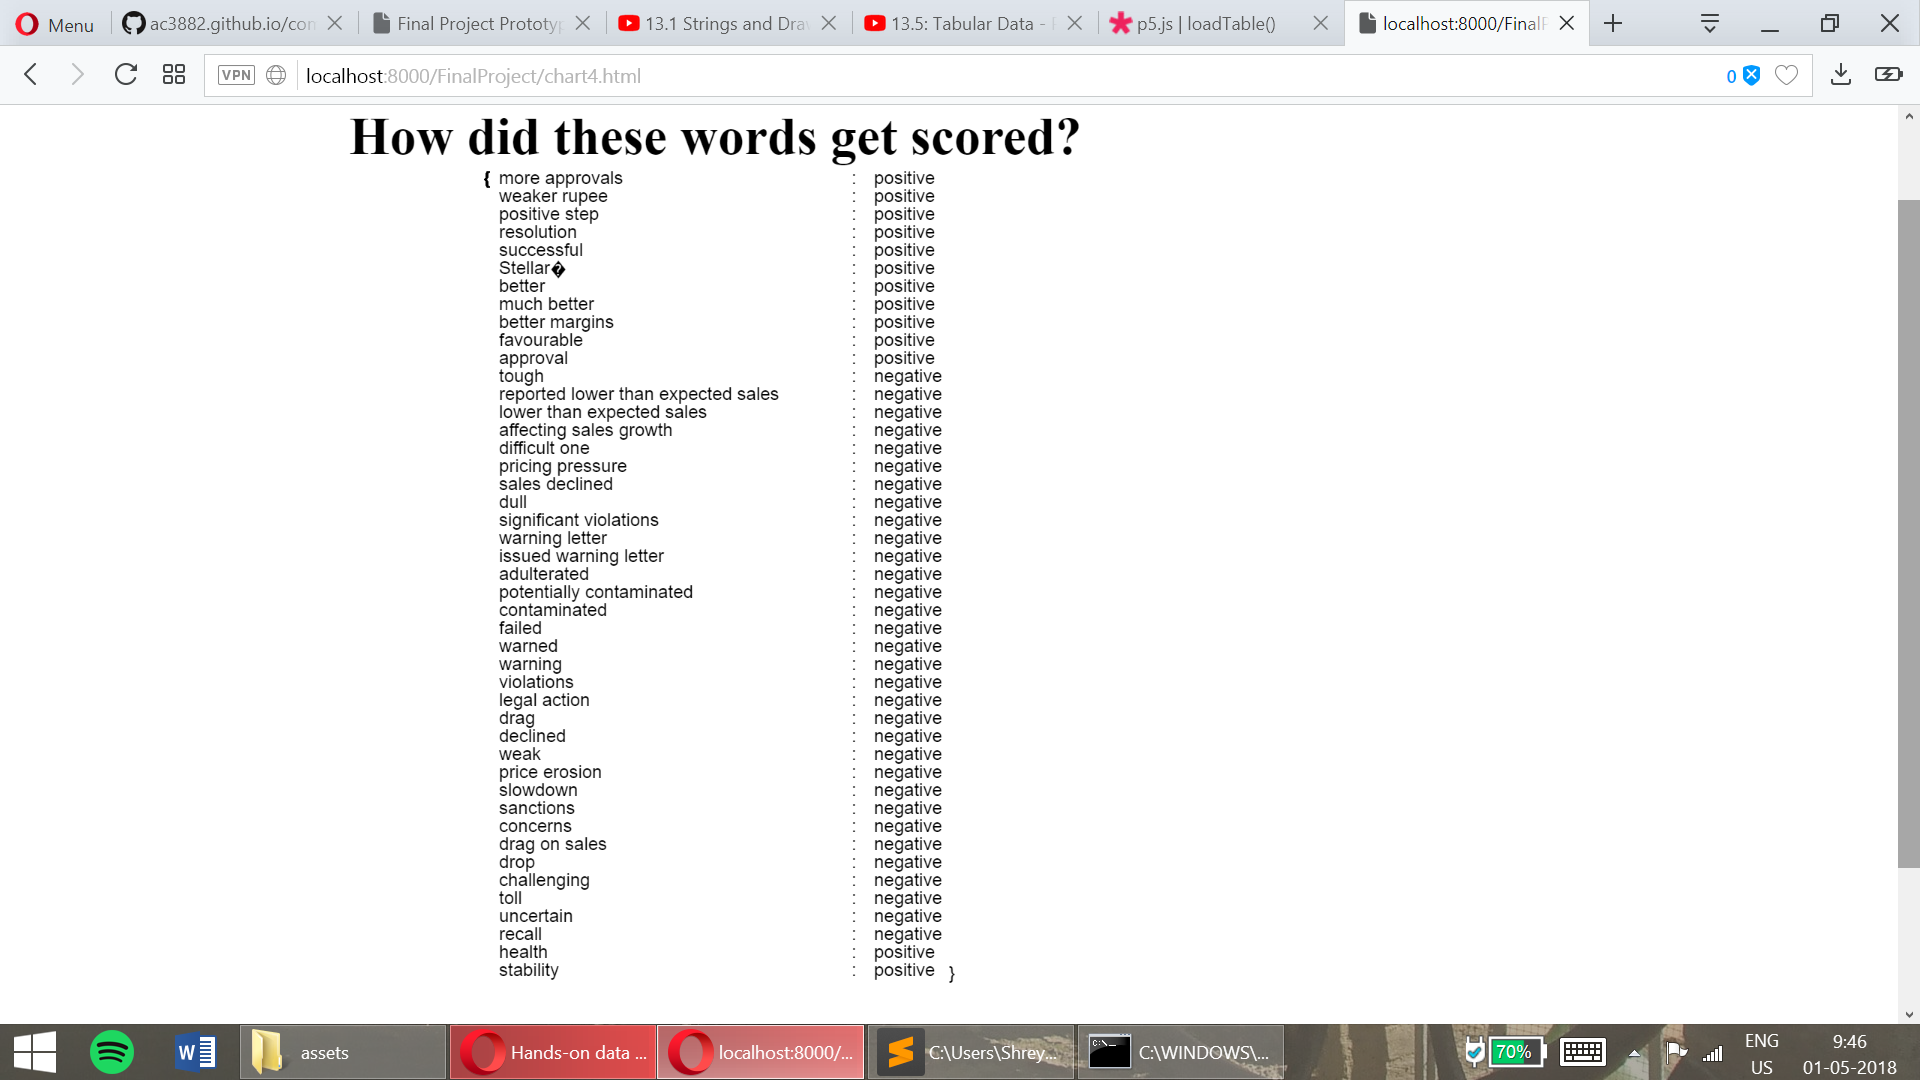 Menu ac3882.github.io/con Final Project Prototyp 13.1 Strings and Dra 13.5: Tabular Data - p5.js | loadTable() localhost:8000/FinalP
VPN localhost:8000/FinalProject/chart4.html 0
How did these words get scored?
{ more approvals : positive
weaker rupee : positive
positive step : positive
resolution : positive
successful : positive
Stellar� : positive
better : positive
much better : positive
better margins : positive
favourable : positive
approval : positive
tough : negative
reported lower than expected sales : negative
lower than expected sales : negative
affecting sales growth : negative
difficult one : negative
pricing pressure : negative
sales declined : negative
dull : negative
significant violations : negative
warning letter : negative
issued warning letter : negative
adulterated : negative
potentially contaminated : negative
contaminated : negative
failed : negative
warned : negative
warning : negative
violations : negative
legal action : negative
drag : negative
declined : negative
weak : negative
price erosion : negative
slowdown : negative
sanctions : negative
concerns : negative
drag on sales : negative
drop : negative
challenging : negative
toll : negative
uncertain : negative
recall : negative
health : positive
stability : positive }
assets Hands-on data ... localhost:8000/... C:\Users\Shrey... C:\WINDOWS\... 70% ENG 9:46
US 01-05-2018